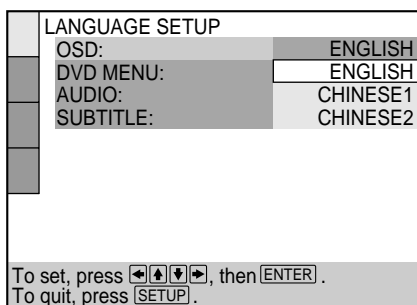 LANGUAGE SETUP
OSD: ENGLISH
DVD MENU: ENGLISH
AUDIO: CHINESE1
SUBTITLE: CHINESE2
To set, press ←↑↓→, then ENTER.
To quit, press SETUP.